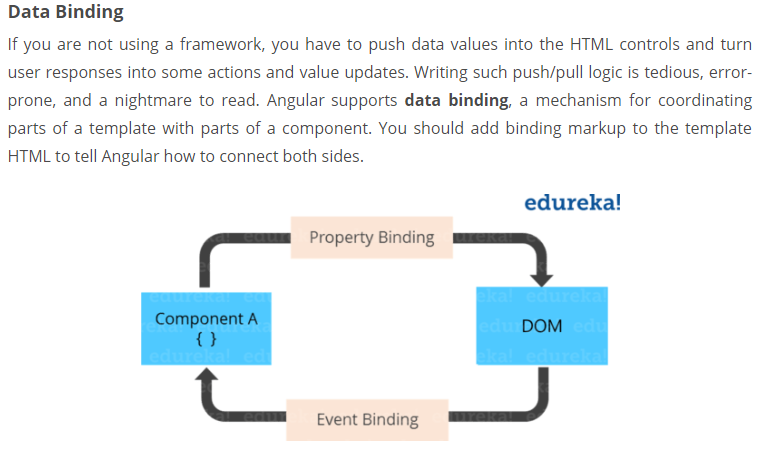 Data Binding
If you are not using a framework, you have to push data values into the HTML controls and turn
user responses into some actions and value updates. Writing such push/pull logic is tedious, error-
prone, and a nightmare to read. Angular supports data binding, a mechanism for coordinating
parts of a template with parts of a component. You should add binding markup to the template
HTML to tell Angular how to connect both sides.
edureka!
Property Binding
Component A
{ }
DOM
Event Binding